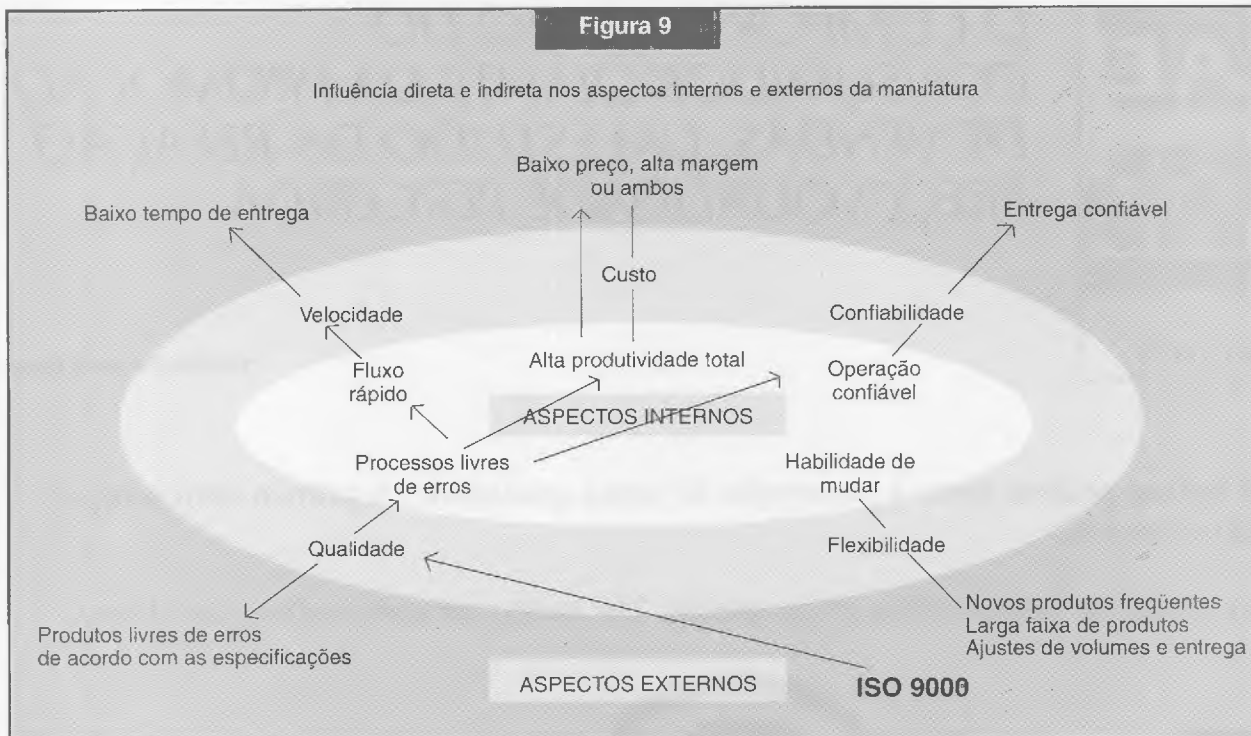 Figura 9
Influência direta e indireta nos aspectos internos e externos da manufatura
Baixo preço, alta margem
ou ambos
Baixo tempo de entrega
Entrega confiável
Custo
Velocidade
Confiabilidade
Alta produtividade total
Fluxo
rápido
Operação
confiável
ASPECTOS INTERNOS
Processos livres
de erros
Habilidade de
mudar
Qualidade
Flexibilidade
Novos produtos freqüentes
Larga faixa de produtos
Ajustes de volumes e entrega
Produtos livres de erros
de acordo com as especificações
ASPECTOS EXTERNOS
ISO 9000